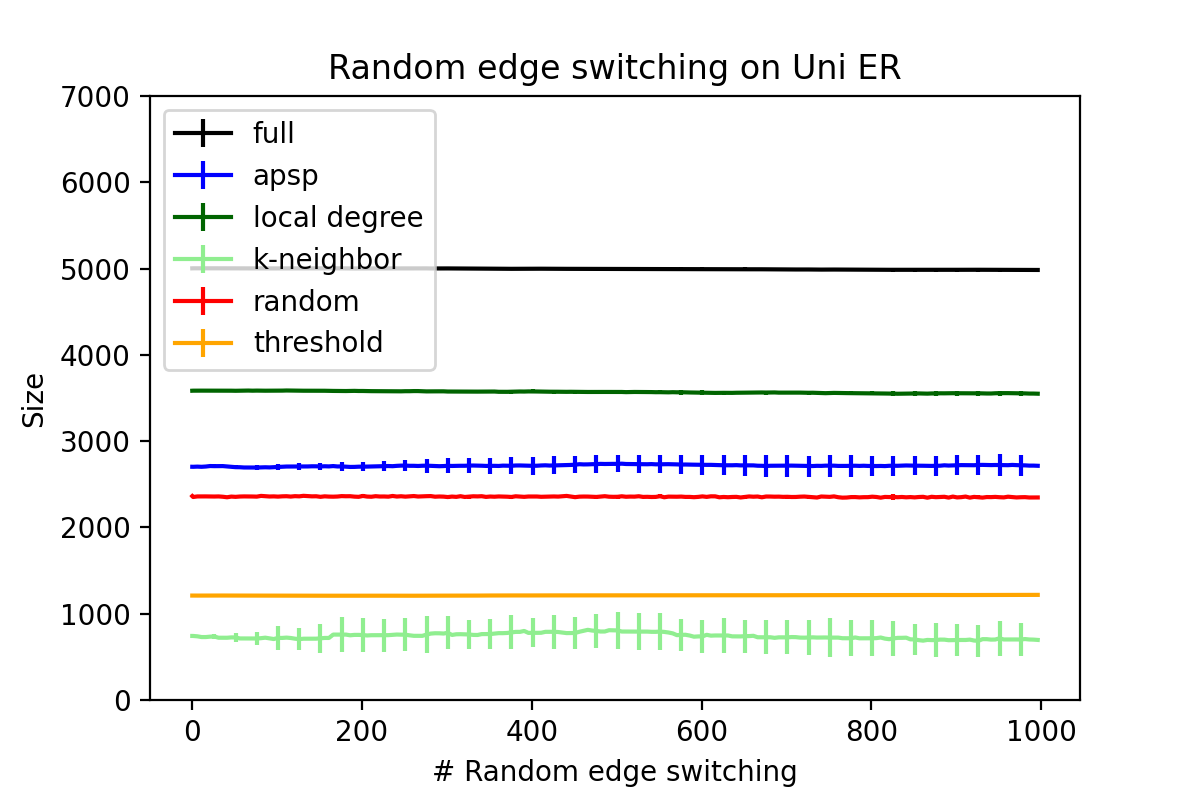 Random edge switching on Uni ER
7000
6000
5000
4000
3000
2000
1000
0
Size
full
apsp
local degree
k-neighbor
random
threshold
0 200 400 600 800 1000
# Random edge switching